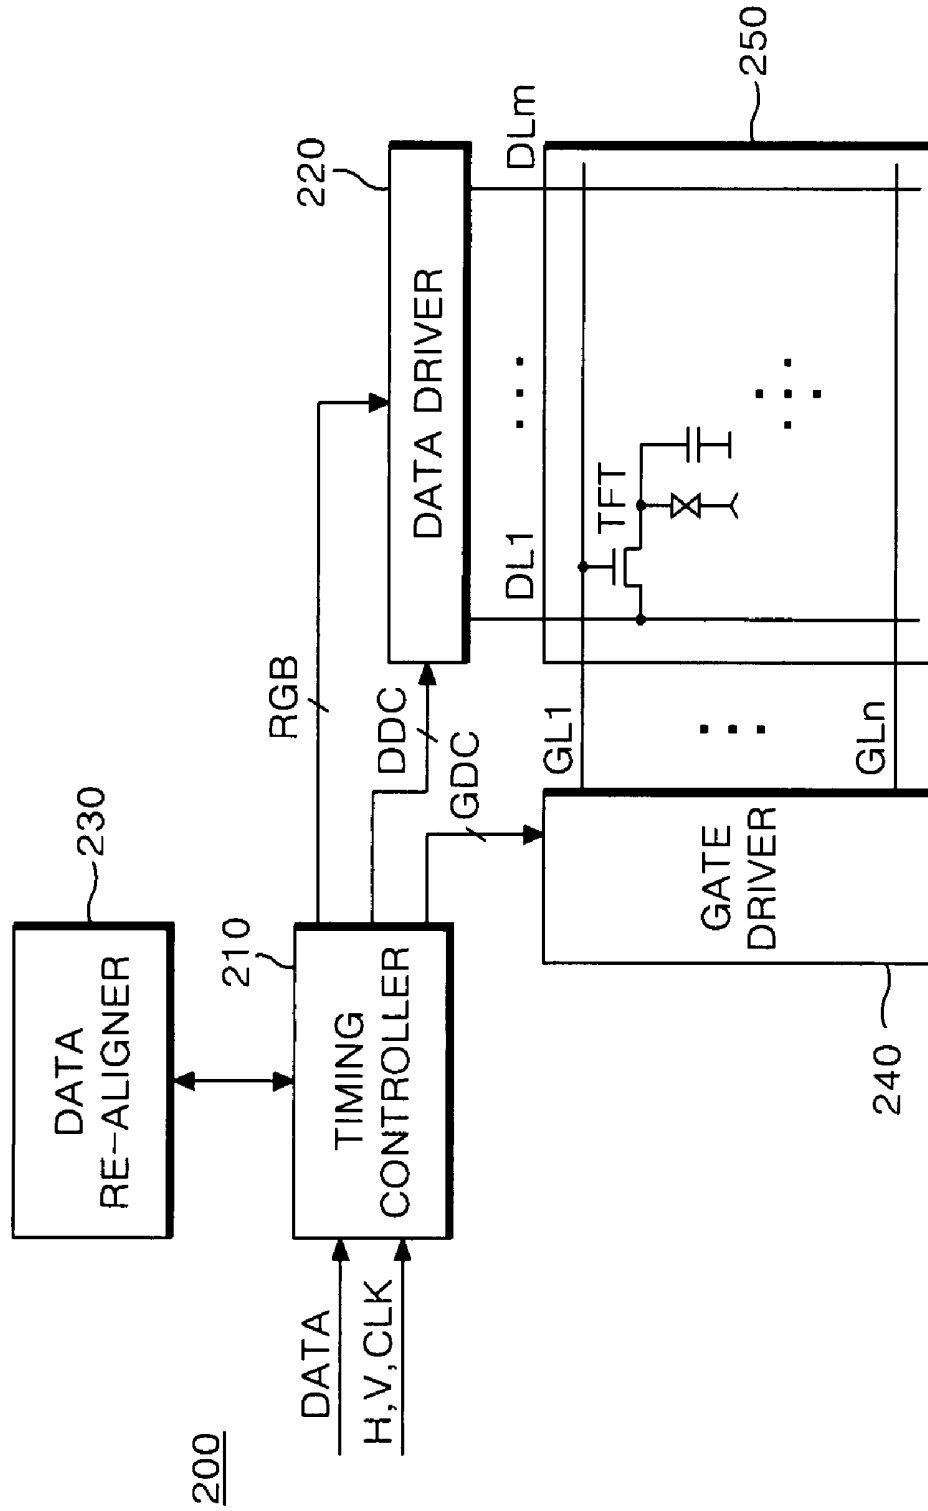 200
DATA
RE-ALIGNER
230
210
TIMING
CONTROLLER
DATA
H,V,CLK
RGB
DDC
GDC
220
DATA DRIVER
DL1
DLm
250
TFT
GL1
GLn
GATE
DRIVER
240